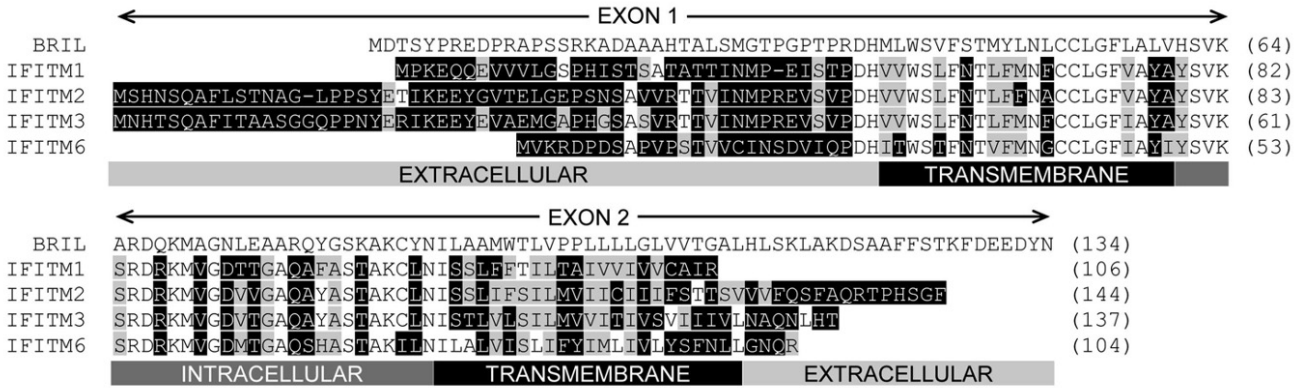 EXON 1
BRIL MDTSYPREDPRAPSSRKADAAAHTALSMGTPGPTPRDHMLWSVFSTMYLNLCCLGFLALVHSVK (64)
IFITM1 MPKEQQEVVVLGSPHISTSATATTINMP-EISTPDHVVWSLFNTLFMNFCCLGFVAYAYSVK (82)
IFITM2 MSHNSQAFLSTNAG-LPPSYETIKEEYGVTELGEPSNSAVVRTTVINMPREVSVPDHVVWSLFNTLFFNACCLGFVAYAYSVK (83)
IFITM3 MNHTSQAFITAASGGQPPNYERIKEEYEVAEMGAPHGSASVRTTVINMPREVSVPDHVVWSLFNTLFMNFCCLGFIAYAYSVK (61)
IFITM6 MVKRDPDSAPVPSTVVCINSDVIQPDHITWSTFNTVFMNGCCLGFIAYIYSVK (53)
EXTRACELLULAR TRANSMEMBRANE
EXON 2
BRIL ARDQKMAGNLEAARQYGSKAKCYNILAAMWTLVPPLLLLGLVVTGALHLSKLAKDSAAFFSTKFDEEDYN (134)
IFITM1 SRDRKMVGDTTGAQAFASTAKCLNISSLFFTILTAIVVIVVCAIR (106)
IFITM2 SRDRKMVGDVVGAQAYASTAKCLNISSLIFSILMVIICIIIFSTTSVVVFQSFAQRTPHSGF (144)
IFITM3 SRDRKMVGDVTGAQAYASTAKCLNISTLVLSILMVVITIVSVIIIVLNAQNLHT (137)
IFITM6 SRDRKMVGDMTGAQSHASTAKILNILALVISLIFYIMLIVLYSFNLLGNQR (104)
INTRACELLULAR TRANSMEMBRANE EXTRACELLULAR